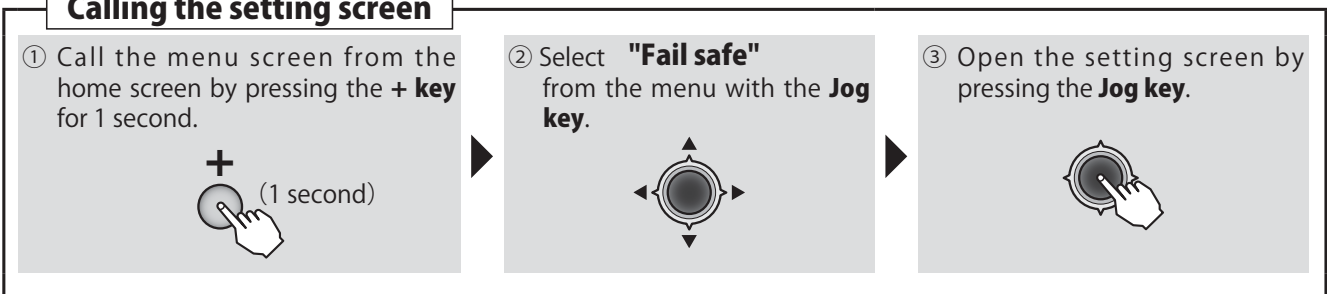 Calling the setting screen
① Call the menu screen from the
home screen by pressing the + key
for 1 second.
+
(1 second)
② Select "Fail safe"
from the menu with the Jog
key.
③ Open the setting screen by
pressing the Jog key.